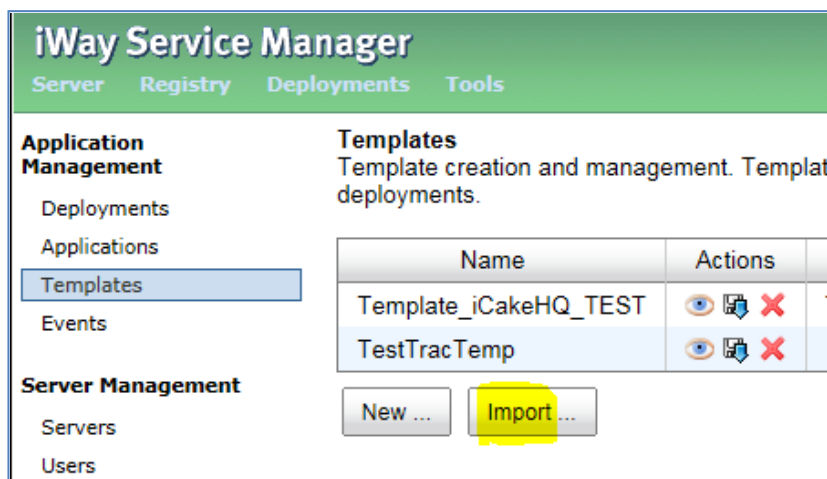 iWay Service Manager
Server Registry Deployments Tools
Application
Management
Deployments
Applications
Templates
Events
Server Management
Servers
Users
Templates
Template creation and management. Templat
deployments.
Name Actions
Template_iCakeHQ_TEST
TestTracTemp
New ... Import ...